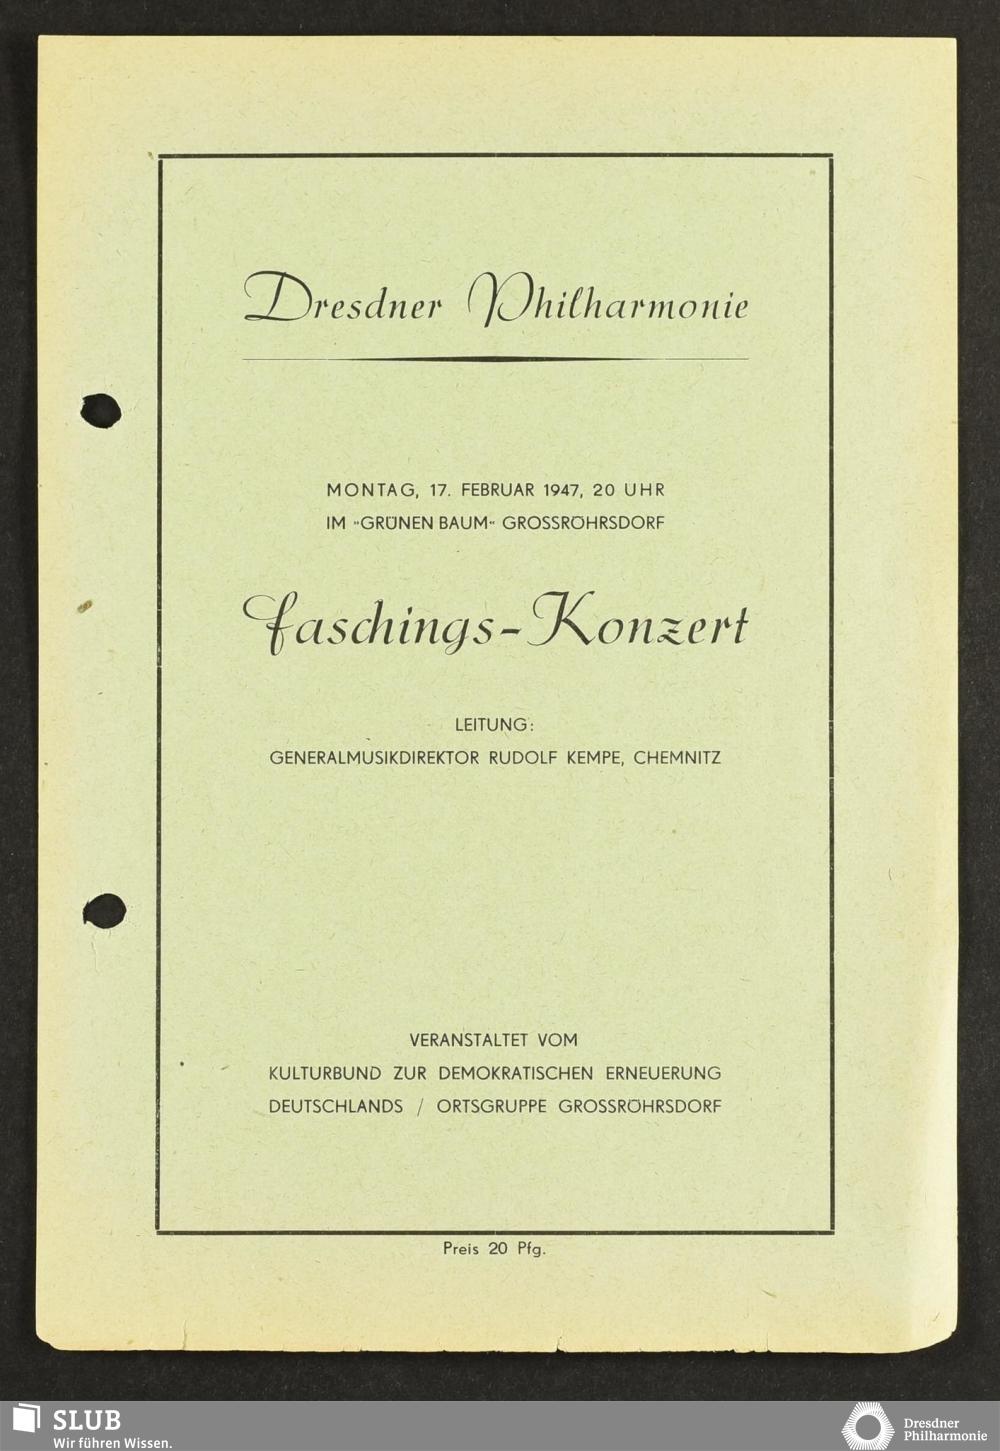 Dresdner Philharmonie
MONTAG, 17. FEBRUAR 1947, 20 UHR
IM »GRÜNEN BAUM« GROSSRÖHRSDORF
Faschings-Konzert
LEITUNG:
GENERALMUSIKDIREKTOR RUDOLF KEMPE, CHEMNITZ
VERANSTALTET VOM
KULTURBUND ZUR DEMOKRATISCHEN ERNEUERUNG
DEUTSCHLANDS / ORTSGRUPPE GROSSRÖHRSDORF
Preis 20 Pfg.
SLUB
Wir führen Wissen.
Dresdner
Philharmonie